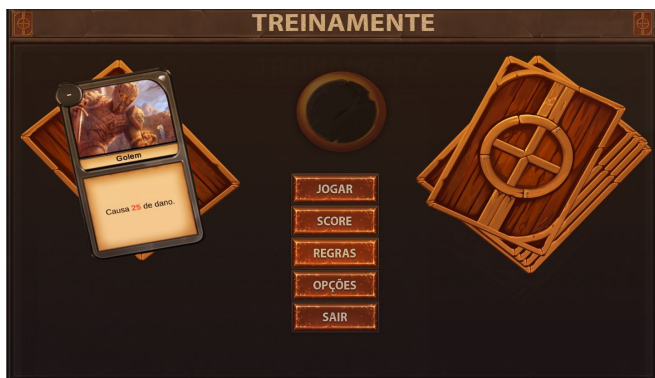 TREINAMENTE
-
Golem
Causa 25 de dano.
JOGAR
SCORE
REGRAS
OPÇÕES
SAIR